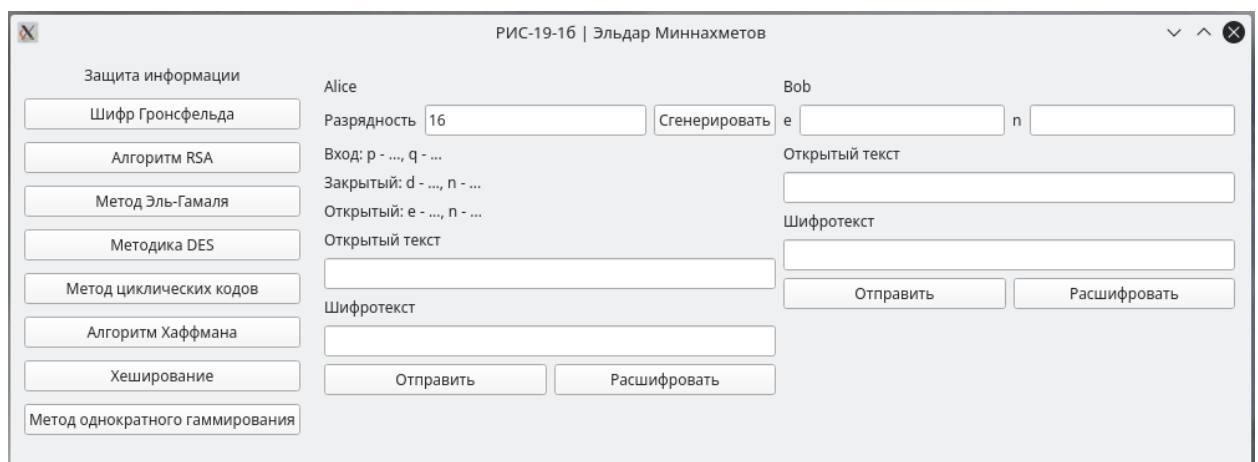 РИС-19-1б | Эльдар Миннахметов
Защита информации
Шифр Гронсфельда
Алгоритм RSA
Метод Эль-Гамаля
Методика DES
Метод циклических кодов
Алгоритм Хаффмана
Хеширование
Метод однократного гаммирования
Alice
Разрядность 16 Сгенерировать
Вход: p - ..., q - ...
Закрытый: d - ..., n - ...
Открытый: e - ..., n - ...
Открытый текст
Шифротекст
Отправить Расшифровать
Bob
e n
Открытый текст
Шифротекст
Отправить Расшифровать